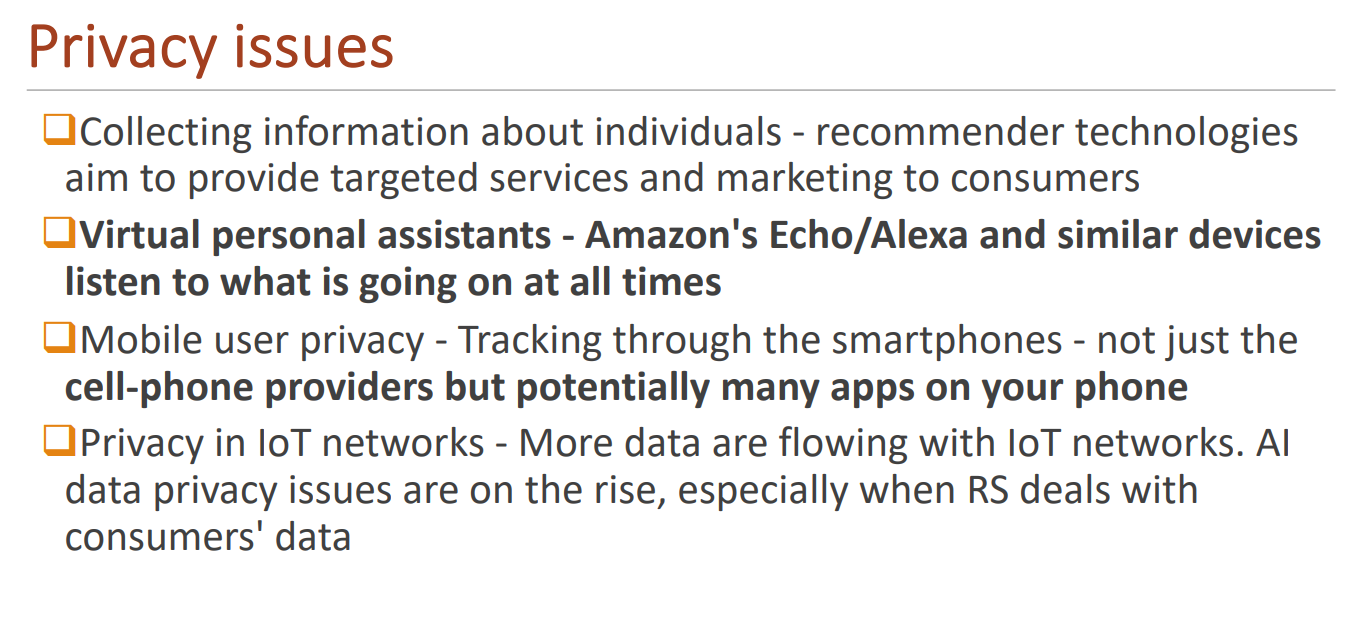 Privacy issues
❑Collecting information about individuals - recommender technologies
aim to provide targeted services and marketing to consumers
❑Virtual personal assistants - Amazon's Echo/Alexa and similar devices
listen to what is going on at all times
❑Mobile user privacy - Tracking through the smartphones - not just the
cell-phone providers but potentially many apps on your phone
❑Privacy in IoT networks - More data are flowing with IoT networks. AI
data privacy issues are on the rise, especially when RS deals with
consumers' data